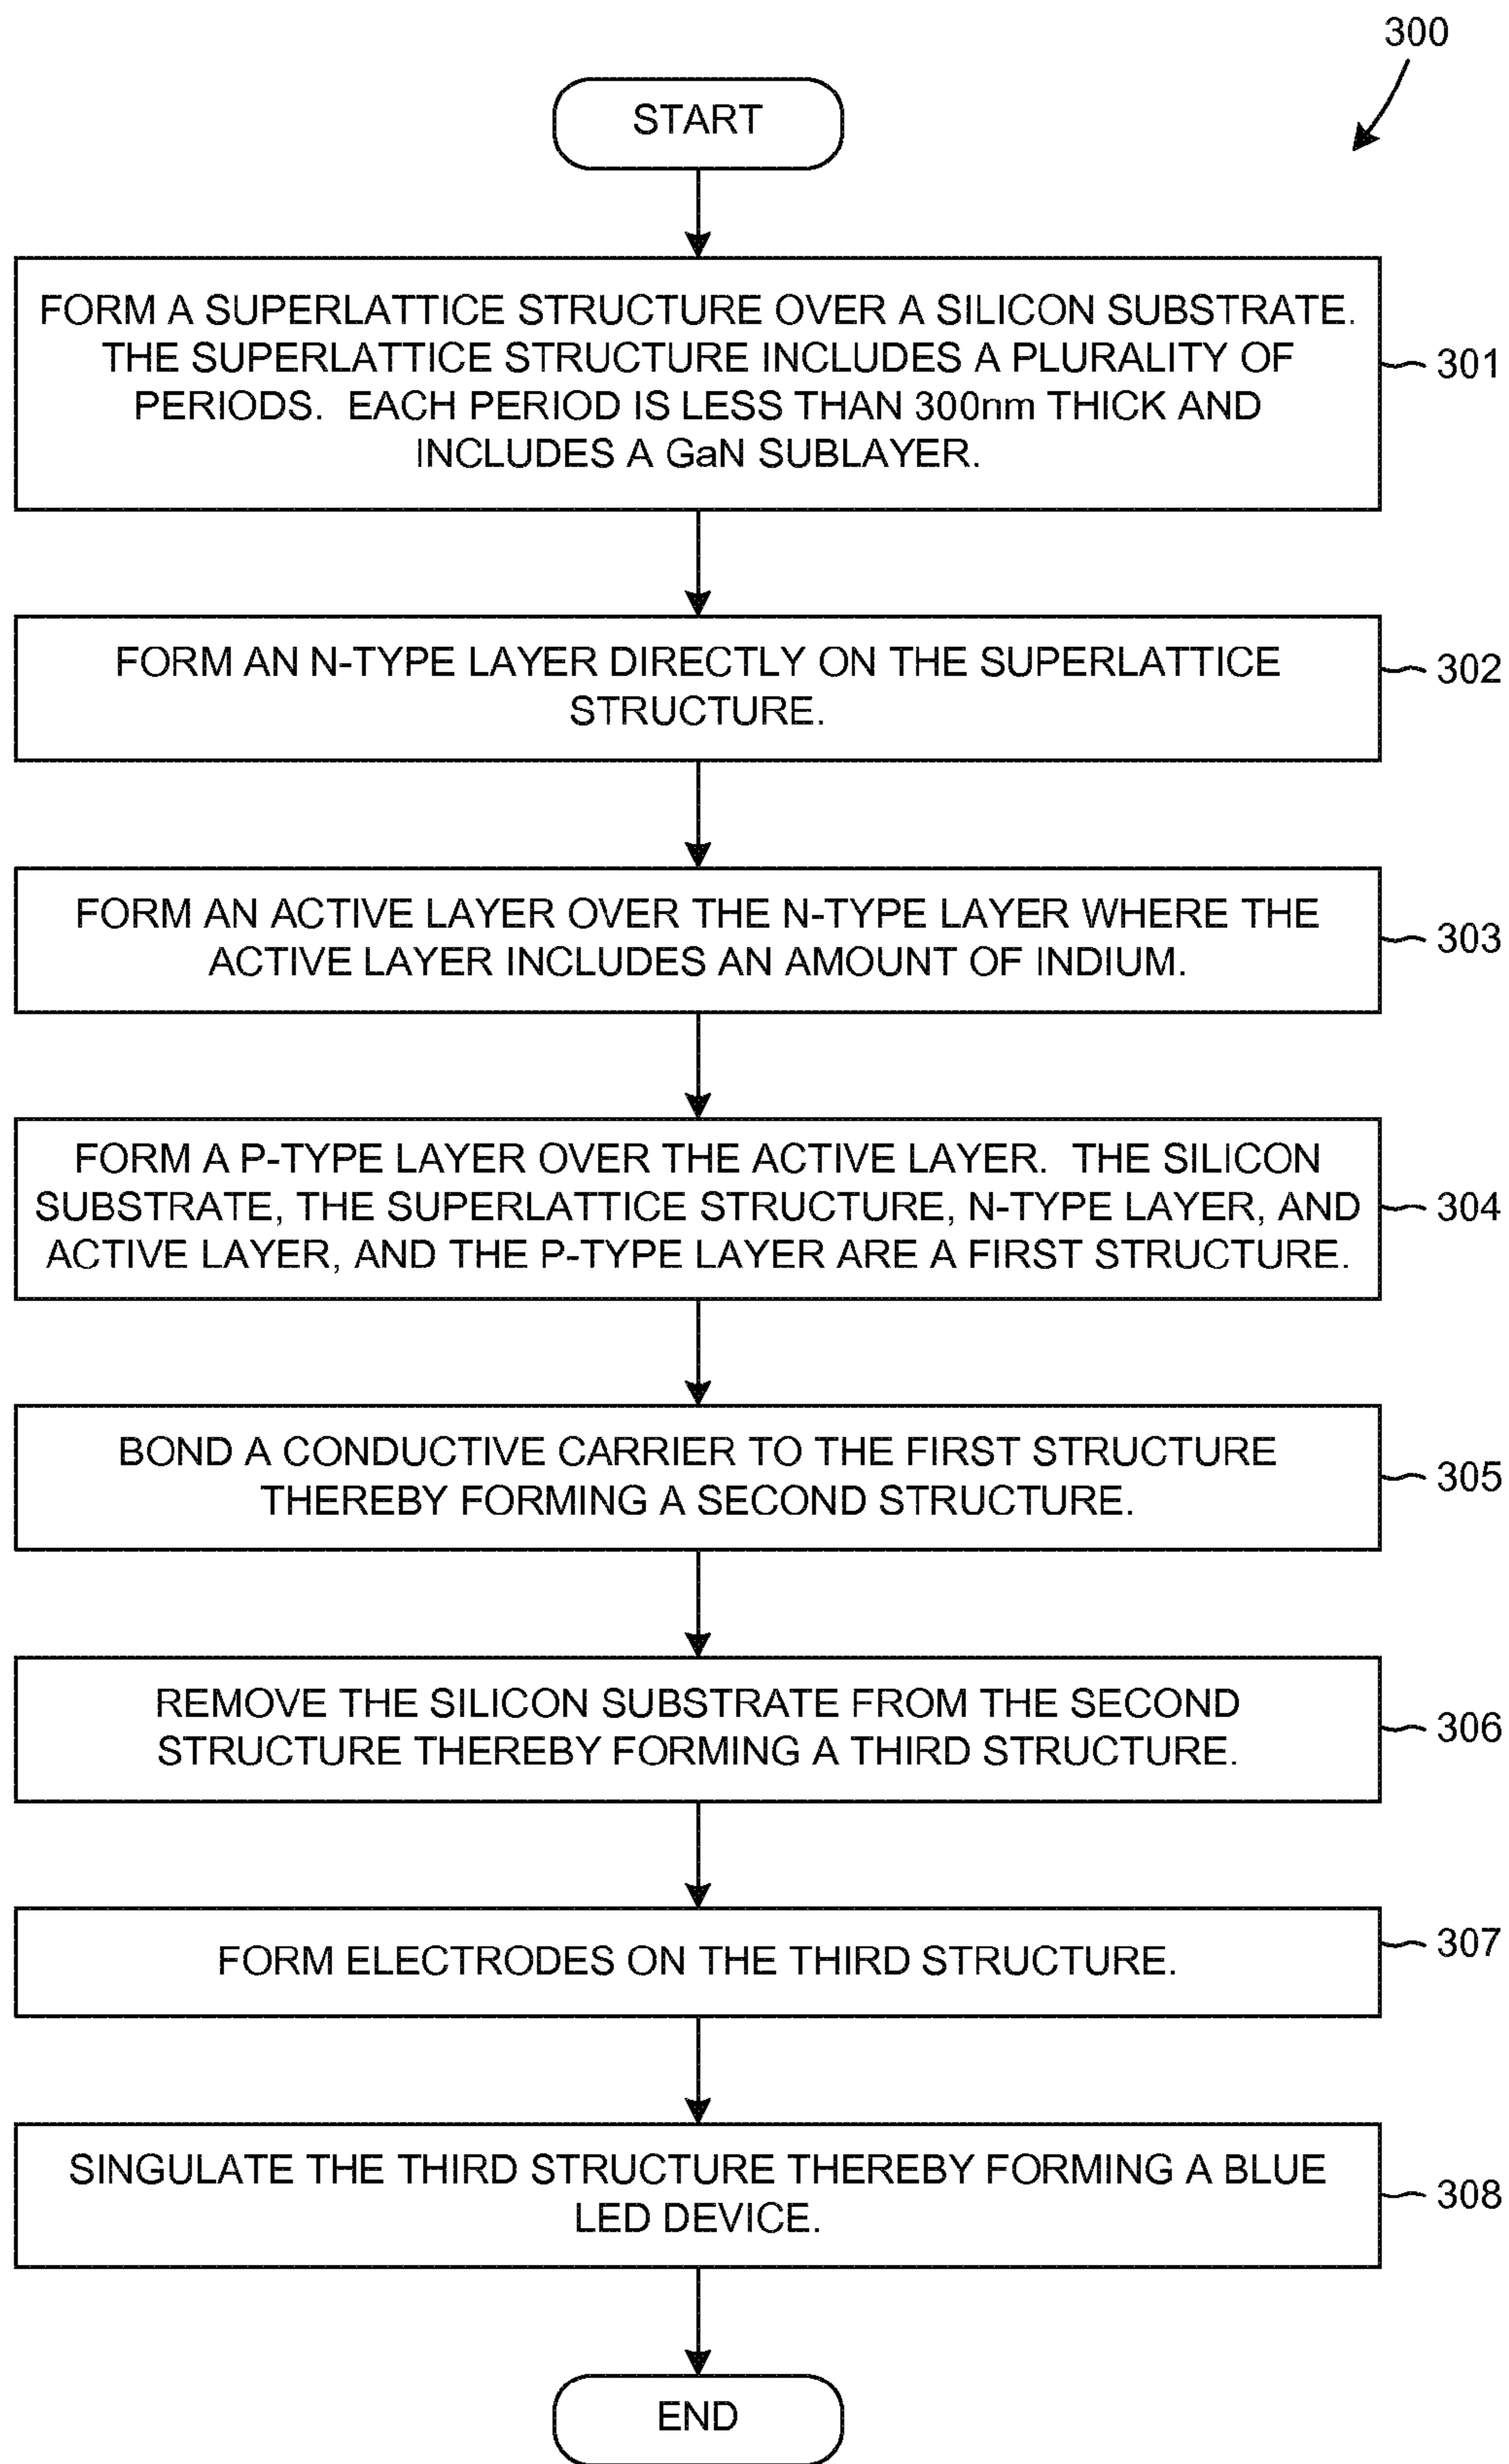 300
START
FORM A SUPERLATTICE STRUCTURE OVER A SILICON SUBSTRATE.
THE SUPERLATTICE STRUCTURE INCLUDES A PLURALITY OF
PERIODS. EACH PERIOD IS LESS THAN 300nm THICK AND
INCLUDES A GaN SUBLAYER.
301
FORM AN N-TYPE LAYER DIRECTLY ON THE SUPERLATTICE
STRUCTURE.
302
FORM AN ACTIVE LAYER OVER THE N-TYPE LAYER WHERE THE
ACTIVE LAYER INCLUDES AN AMOUNT OF INDIUM.
303
FORM A P-TYPE LAYER OVER THE ACTIVE LAYER. THE SILICON
SUBSTRATE, THE SUPERLATTICE STRUCTURE, N-TYPE LAYER, AND
ACTIVE LAYER, AND THE P-TYPE LAYER ARE A FIRST STRUCTURE.
304
BOND A CONDUCTIVE CARRIER TO THE FIRST STRUCTURE
THEREBY FORMING A SECOND STRUCTURE.
305
REMOVE THE SILICON SUBSTRATE FROM THE SECOND
STRUCTURE THEREBY FORMING A THIRD STRUCTURE.
306
FORM ELECTRODES ON THE THIRD STRUCTURE.
307
SINGULATE THE THIRD STRUCTURE THEREBY FORMING A BLUE
LED DEVICE.
308
END